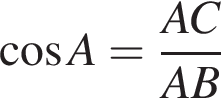 cos A = AC/AB